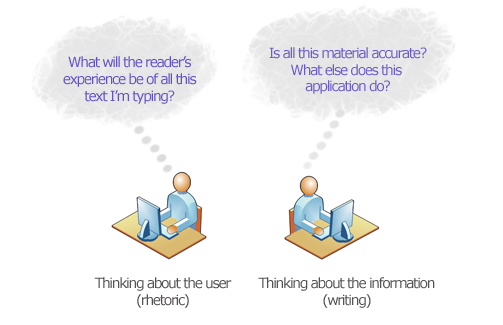 What will the reader's
experience be of all this
text I'm typing?
Is all this material accurate?
What else does this
application do?
Thinking about the user
(rhetoric)
Thinking about the information
(writing)